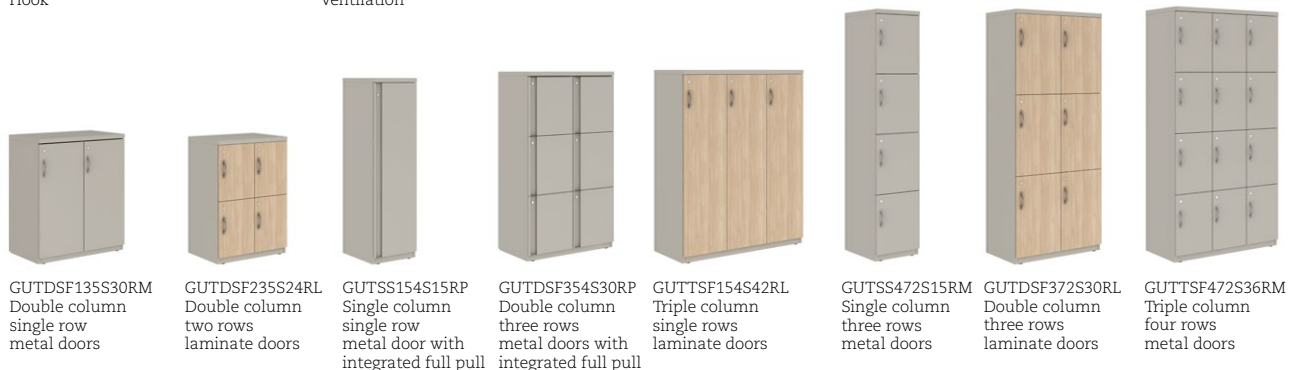 Hook
Ventilation
GUTDSF135S30RM
Double column
single row
metal doors
GUTDSF235S24RL
Double column
two rows
laminate doors
GUTSS154S15RP
Single column
single row
metal door with
integrated full pull
GUTDSF354S30RP
Double column
three rows
metal doors with
integrated full pull
GUTTSF154S42RL
Triple column
single rows
laminate doors
GUTSS472S15RM
Single column
three rows
metal doors
GUTDSF372S30RL
Double column
three rows
laminate doors
GUTTSF472S36RM
Triple column
four rows
metal doors